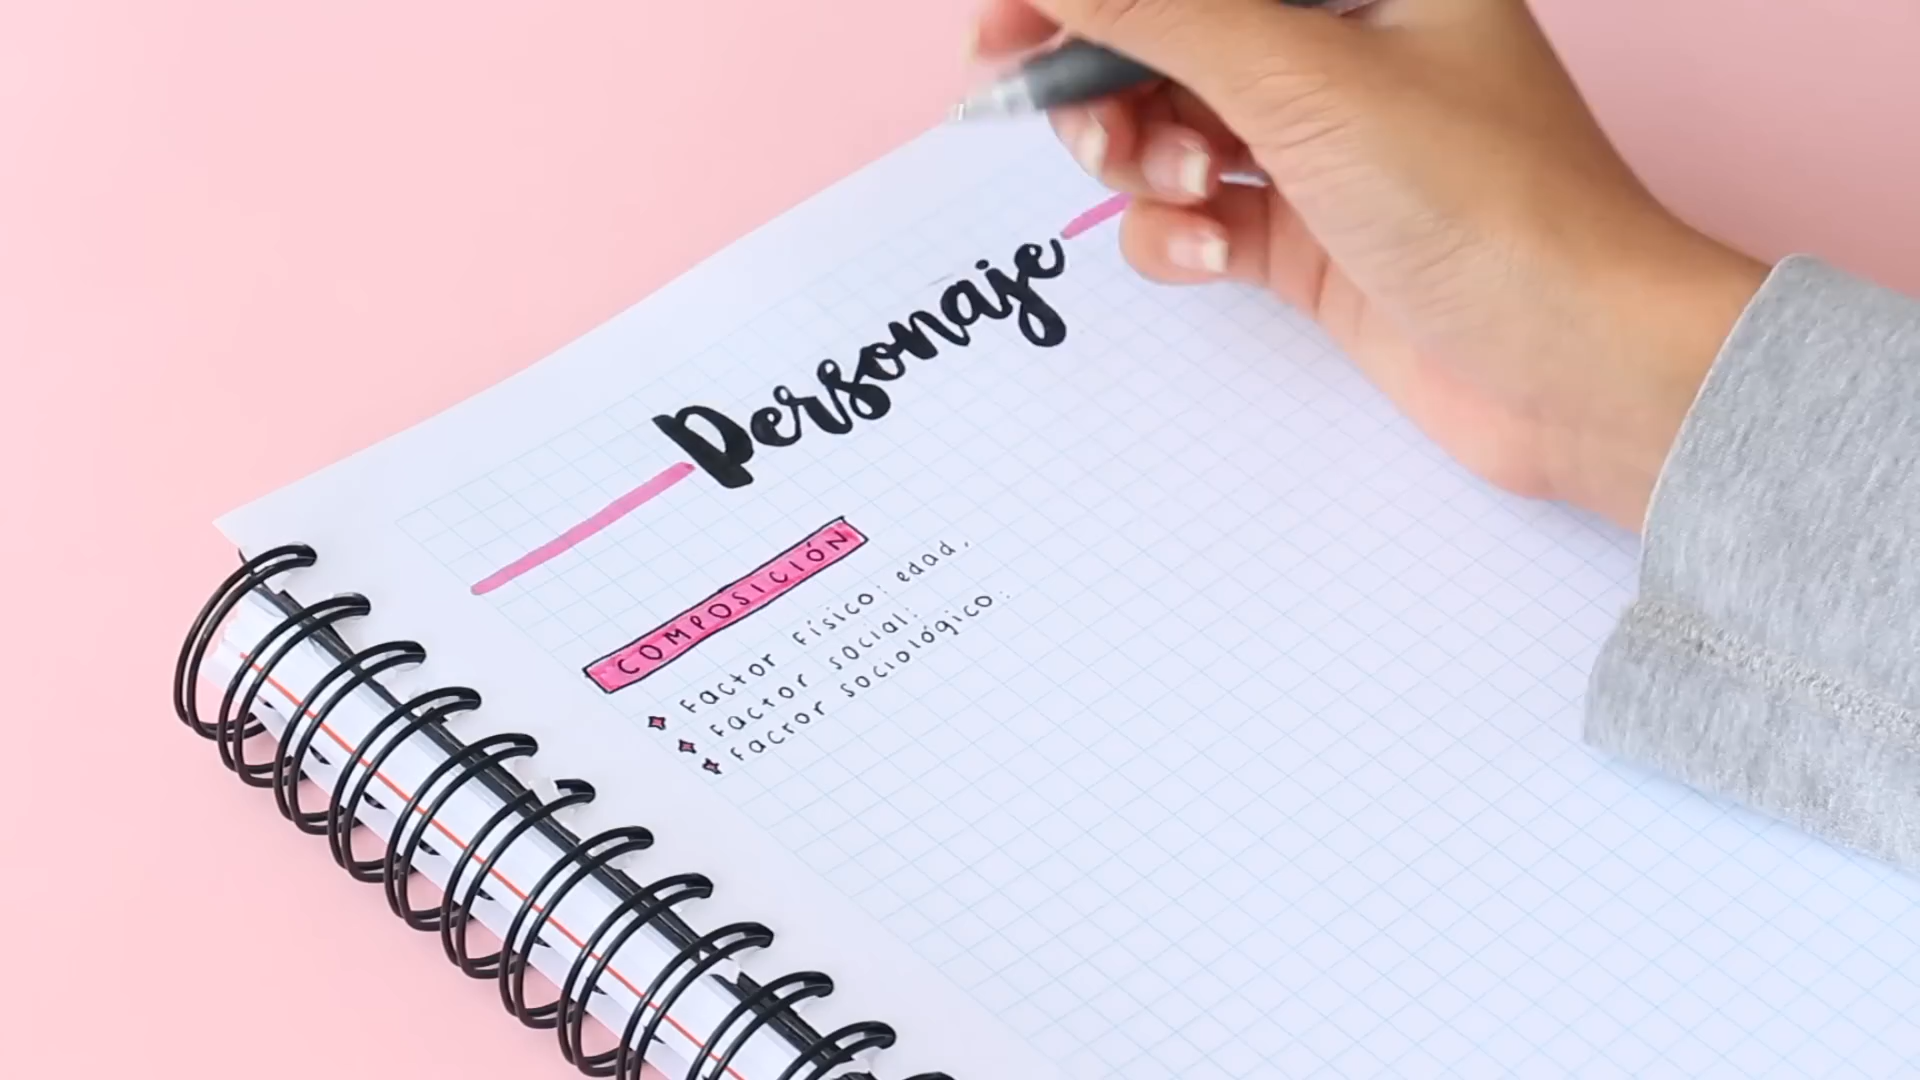 Personaje
COMPOSICIÓN
Factor Físico: edad,
Factor social:
Factor sociológico: